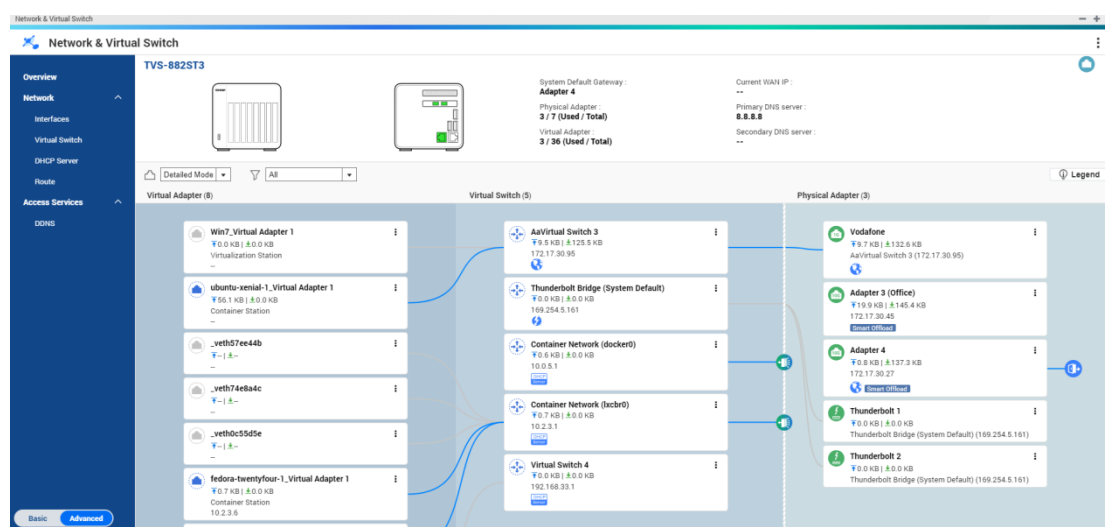 Network & Virtual Switch
Network & Virtual Switch
TVS-882ST3
Overview
Network
Interfaces
Virtual Switch
DHCP Server
Route
Access Services
DDNS
Basic
Advanced
System Default Gateway :
Adapter 4
Physical Adapter :
3 / 7 (Used / Total)
Virtual Adapter :
3 / 36 (Used / Total)
Current WAN IP :
--
Primary DNS server :
8.8.8.8
Secondary DNS server :
--
Detailed Mode
All
Legend
Virtual Adapter (8)
Win7_Virtual Adapter 1
0.0 KB | 0.0 KB
Virtualization Station
--
ubuntu-xenial-1_Virtual Adapter 1
56.1 KB | 0.0 KB
Container Station
--
_veth57ee44b
-- | --
--
_veth74e8a4c
-- | --
--
_veth0c55d5e
-- | --
--
fedora-twentyfour-1_Virtual Adapter 1
0.7 KB | 0.0 KB
Container Station
10.2.3.6
Virtual Switch (5)
AaVirtual Switch 3
9.5 KB | 125.5 KB
172.17.30.95
Thunderbolt Bridge (System Default)
0.0 KB | 0.0 KB
169.254.5.161
Container Network (docker0)
0.6 KB | 0.0 KB
10.0.5.1
DHCP
Server
Container Network (lxcbr0)
0.7 KB | 0.0 KB
10.2.3.1
DHCP
Server
Virtual Switch 4
0.0 KB | 0.0 KB
192.168.33.1
DHCP
Server
Physical Adapter (3)
Vodafone
9.7 KB | 132.6 KB
AaVirtual Switch 3 (172.17.30.95)
Adapter 3 (Office)
19.9 KB | 145.4 KB
172.17.30.45
Smart Offload
Adapter 4
0.8 KB | 137.3 KB
172.17.30.27
Smart Offload
Thunderbolt 1
0.0 KB | 0.0 KB
Thunderbolt Bridge (System Default) (169.254.5.161)
Thunderbolt 2
0.0 KB | 0.0 KB
Thunderbolt Bridge (System Default) (169.254.5.161)